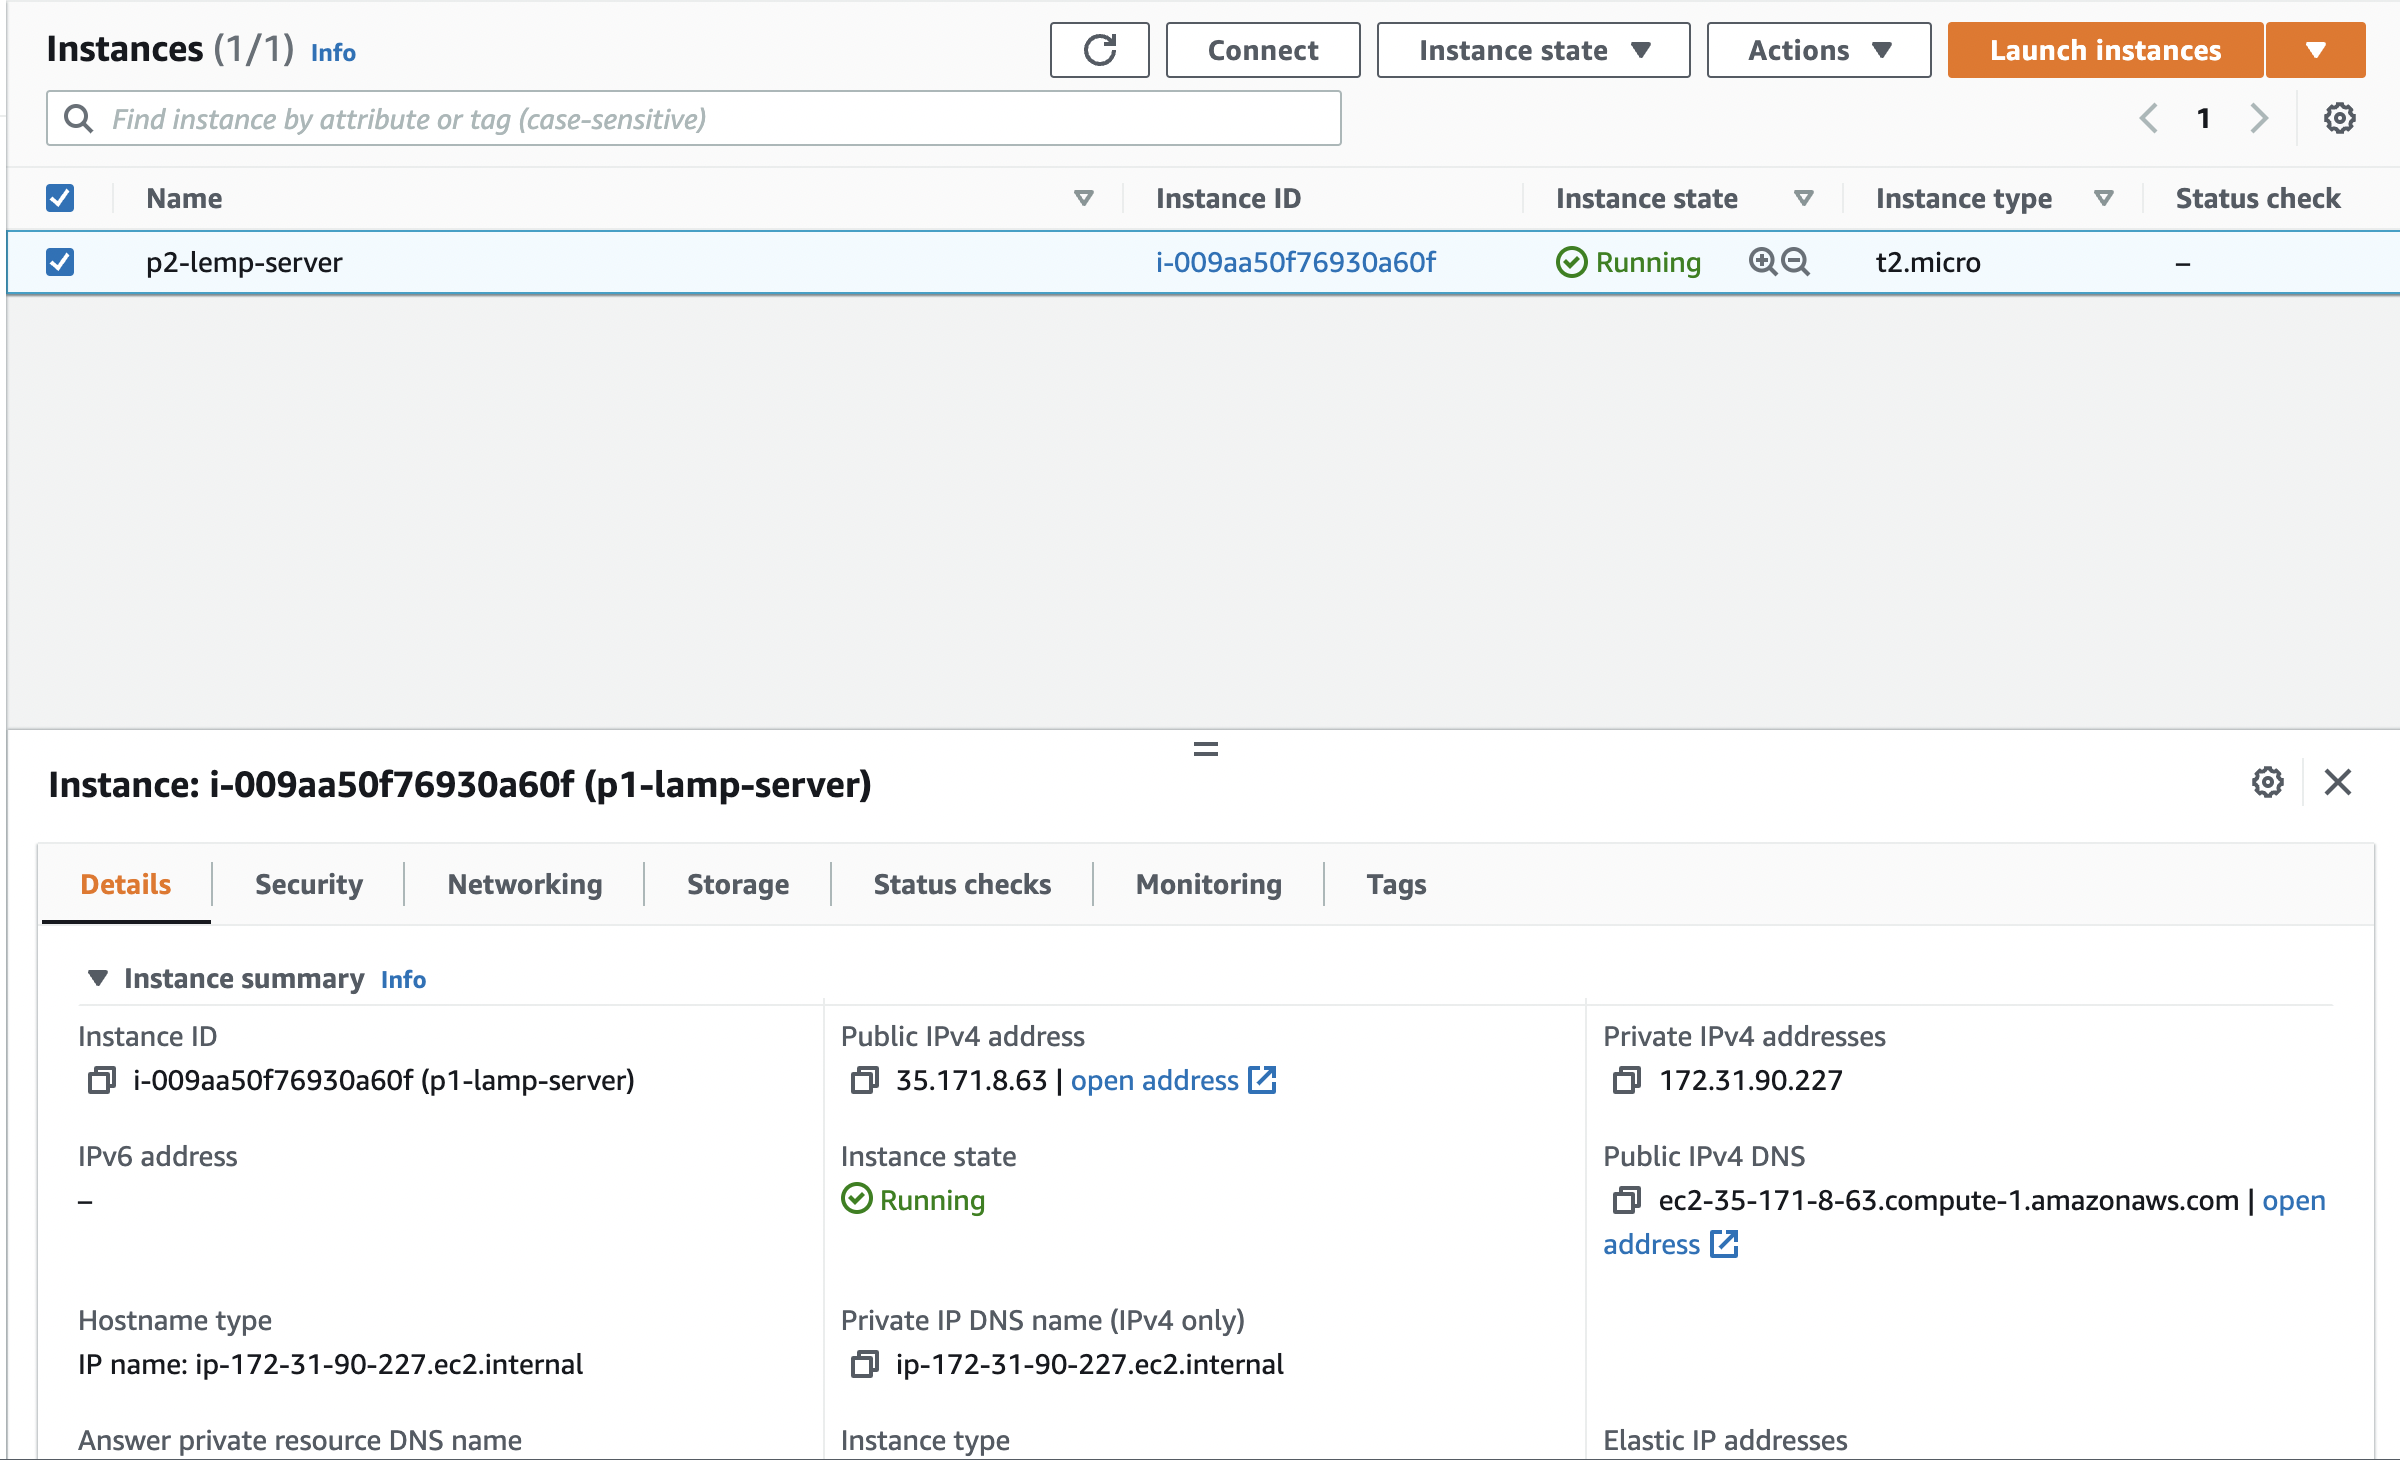 Instances (1/1) Info
Connect
Instance state
Actions
Launch instances
Find instance by attribute or tag (case-sensitive)
1
Name Instance ID Instance state Instance type Status check
p2-lemp-server i-009aa50f76930a60f Running t2.micro –
Instance: i-009aa50f76930a60f (p1-lamp-server)
Details Security Networking Storage Status checks Monitoring Tags
Instance summary Info
Instance ID
i-009aa50f76930a60f (p1-lamp-server)
Public IPv4 address
35.171.8.63 | open address
Private IPv4 addresses
172.31.90.227
IPv6 address
–
Instance state
Running
Public IPv4 DNS
ec2-35-171-8-63.compute-1.amazonaws.com | open
address
Hostname type
IP name: ip-172-31-90-227.ec2.internal
Private IP DNS name (IPv4 only)
ip-172-31-90-227.ec2.internal
Answer private resource DNS name
Instance type
Elastic IP addresses